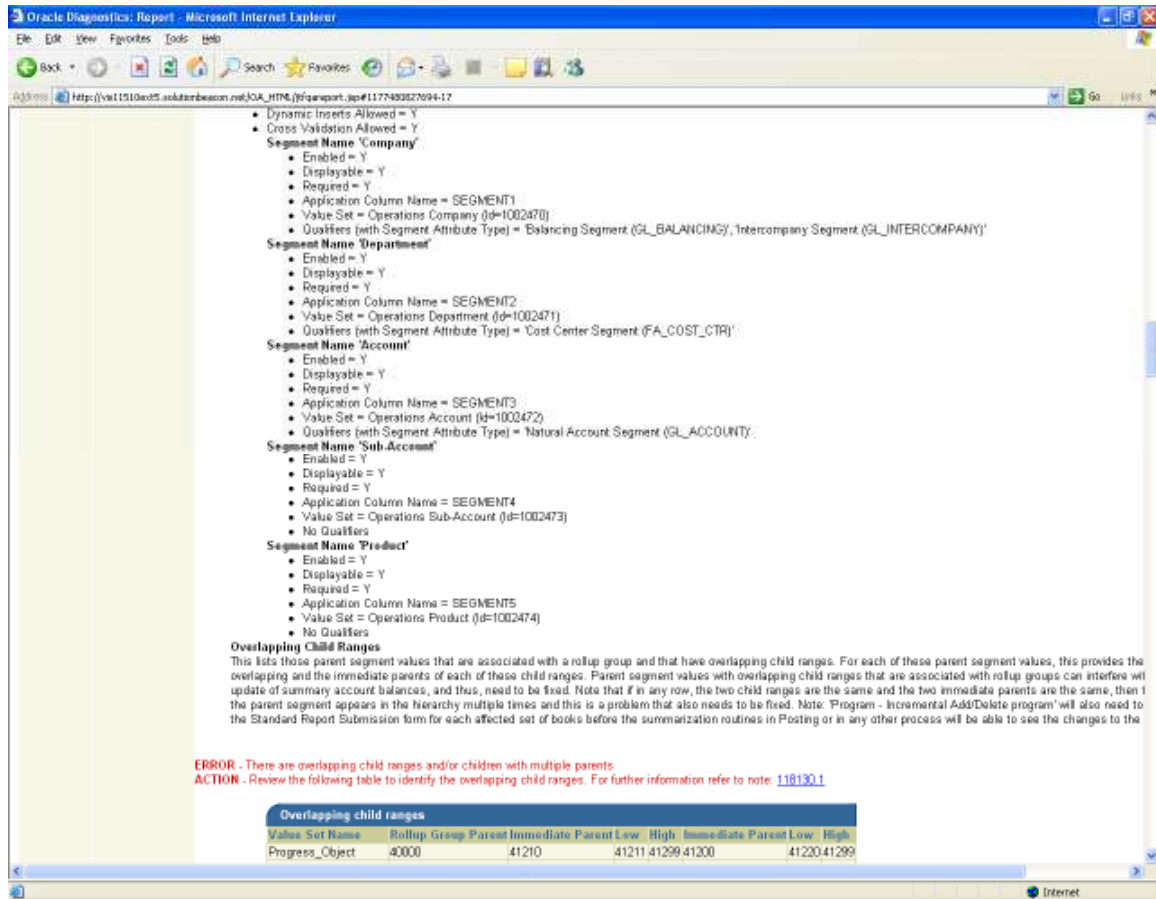 Oracle Diagnostics: Report - Microsoft Internet Explorer
File Edit View Favorites Tools Help
Back Search Favorites
Address http://vis11510ext5.solutionbeacon.net/OA_HTML/jtfqareport.jsp#1177480827694-17 Go Links
Dynamic Inserts Allowed = Y
Cross Validation Allowed = Y
Segment Name 'Company'
Enabled = Y
Displayable = Y
Required = Y
Application Column Name = SEGMENT1
Value Set = Operations Company (Id=1002470)
Qualifiers (with Segment Attribute Type) = 'Balancing Segment (GL_BALANCING)', 'Intercompany Segment (GL_INTERCOMPANY)'
Segment Name 'Department'
Enabled = Y
Displayable = Y
Required = Y
Application Column Name = SEGMENT2
Value Set = Operations Department (Id=1002471)
Qualifiers (with Segment Attribute Type) = 'Cost Center Segment (FA_COST_CTR)'
Segment Name 'Account'
Enabled = Y
Displayable = Y
Required = Y
Application Column Name = SEGMENT3
Value Set = Operations Account (Id=1002472)
Qualifiers (with Segment Attribute Type) = 'Natural Account Segment (GL_ACCOUNT)'
Segment Name 'Sub-Account'
Enabled = Y
Displayable = Y
Required = Y
Application Column Name = SEGMENT4
Value Set = Operations Sub-Account (Id=1002473)
No Qualifiers
Segment Name 'Product'
Enabled = Y
Displayable = Y
Required = Y
Application Column Name = SEGMENT5
Value Set = Operations Product (Id=1002474)
No Qualifiers
Overlapping Child Ranges
This lists those parent segment values that are associated with a rollup group and that have overlapping child ranges. For each of these parent segment values, this provides the
overlapping and the immediate parents of each of these child ranges. Parent segment values with overlapping child ranges that are associated with rollup groups can interfere wit
update of summary account balances, and thus, need to be fixed. Note that if in any row, the two child ranges are the same and the two immediate parents are the same, then t
the parent segment appears in the hierarchy multiple times and this is a problem that also needs to be fixed. Note: 'Program - Incremental Add/Delete program' will also need to
the Standard Report Submission form for each affected set of books before the summarization routines in Posting or in any other process will be able to see the changes to the
ERROR - There are overlapping child ranges and/or children with multiple parents
ACTION - Review the following table to identify the overlapping child ranges. For further information refer to note: 118130.1
Overlapping child ranges
Value Set Name Rollup Group Parent Immediate Parent Low High Immediate Parent Low High
Progress_Object 40000 41210 41211 41299 41200 41220 41299
Internet